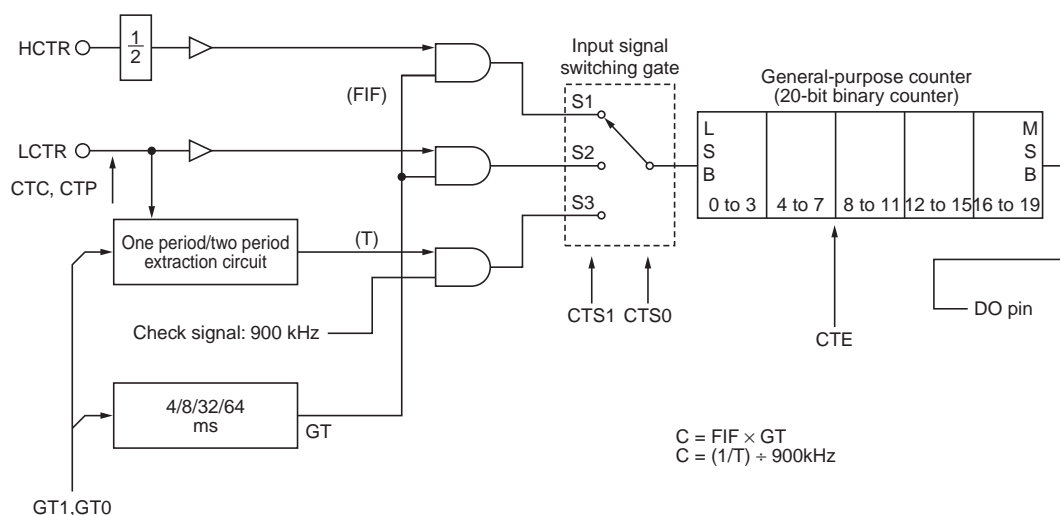 HCTR
1
2
(FIF)
Input signal
switching gate
General-purpose counter
(20-bit binary counter)
S1
LCTR
CTC, CTP
S2
S3
L
S
B
M
S
B
0 to 3
4 to 7
8 to 11
12 to 15
16 to 19
One period/two period
extraction circuit
(T)
Check signal: 900 kHz
CTS1
CTS0
CTE
DO pin
4/8/32/64
ms
GT
C = FIF × GT
C = (1/T) ÷ 900kHz
GT1,GT0